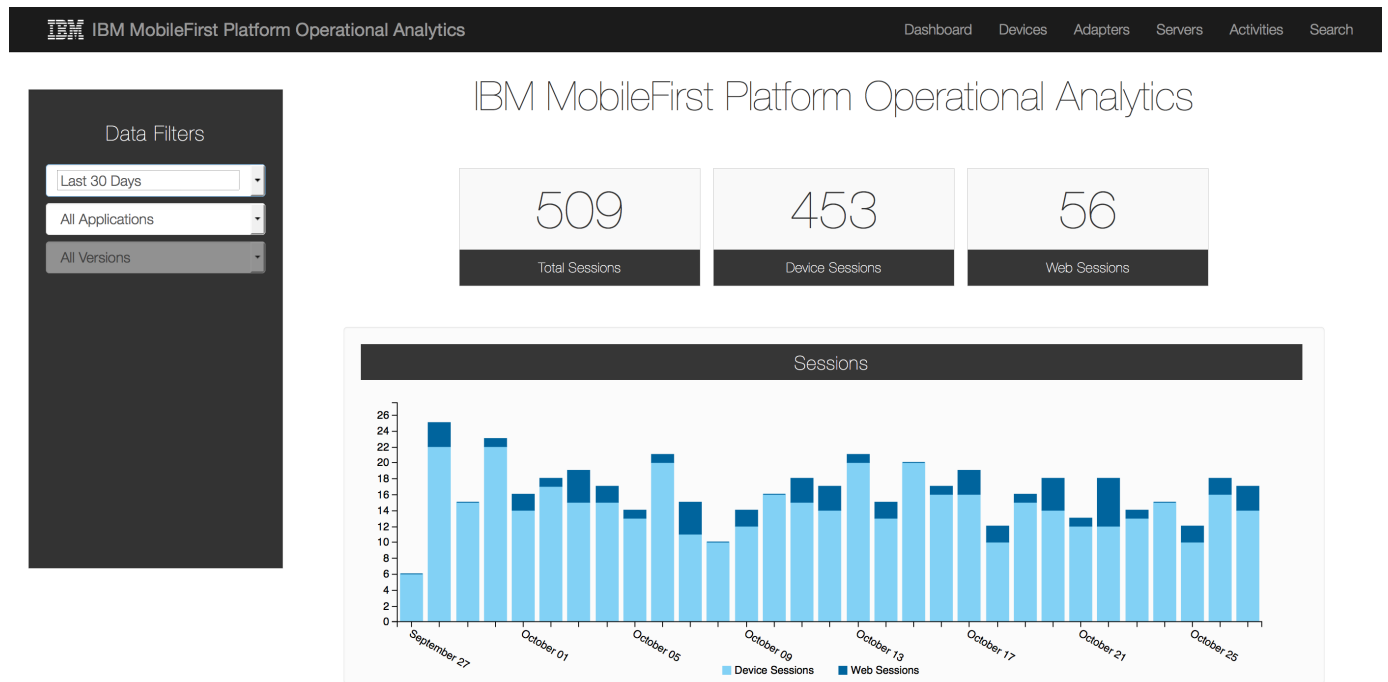 IBM IBM MobileFirst Platform Operational Analytics
Dashboard Devices Adapters Servers Activities Search
IBM MobileFirst Platform Operational Analytics
Data Filters
Last 30 Days
All Applications
All Versions
509
Total Sessions
453
Device Sessions
56
Web Sessions
Sessions
26
24
22
20
18
16
14
12
10
8
6
4
2
0
September 27
October 01
October 05
October 09
October 13
October 17
October 21
October 25
Device Sessions
Web Sessions